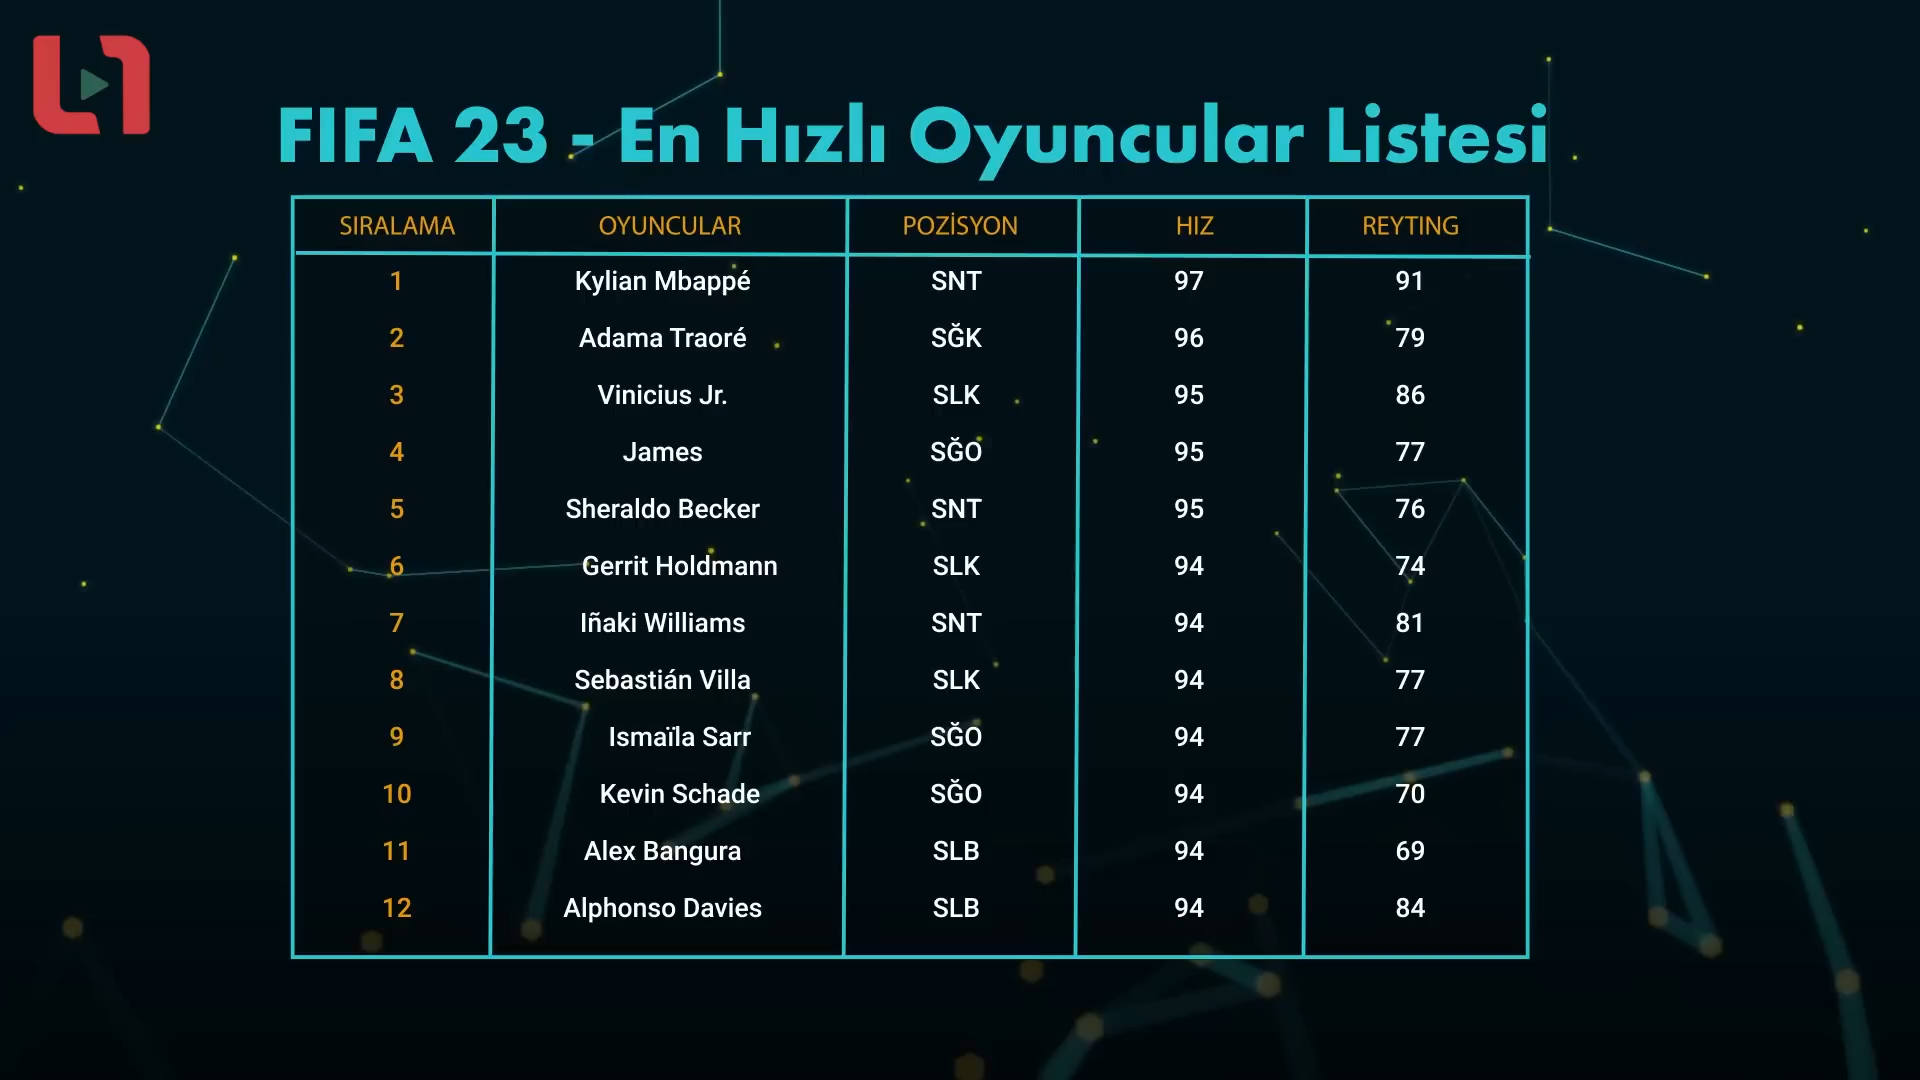 FIFA 23 - En Hızlı Oyuncular Listesi
SIRALAMA OYUNCULAR POZİSYON HIZ REYTING
1 Kylian Mbappé SNT 97 91
2 Adama Traoré SĞK 96 79
3 Vinicius Jr. SLK 95 86
4 James SĞO 95 77
5 Sheraldo Becker SNT 95 76
6 Gerrit Holdmann SLK 94 74
7 Iñaki Williams SNT 94 81
8 Sebastián Villa SLK 94 77
9 Ismaïla Sarr SĞO 94 77
10 Kevin Schade SĞO 94 70
11 Alex Bangura SLB 94 69
12 Alphonso Davies SLB 94 84